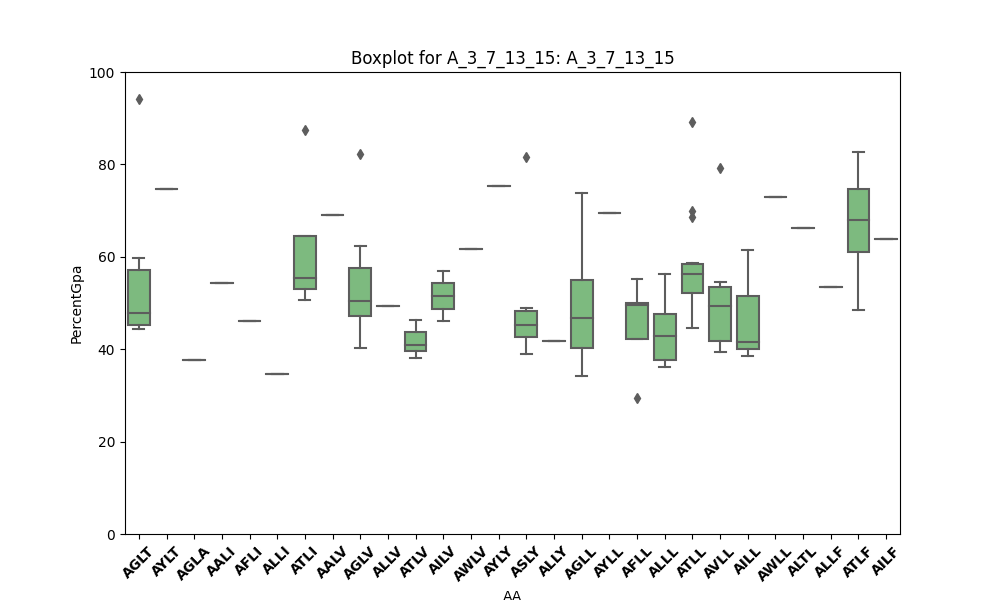 Boxplot for A_3_7_13_15: A_3_7_13_15
100
80
60
40
20
0
PercentGpa
AGLT AYLT AGLA AALI AFLI ALLI ATLI AALV AGLV ALLV ATLV AILV AWLV AYLY ASLY ALLY AGLL AYLL AFLL ALLL ATLL AVLL AILL AWLL ALTL ALLF ATLF AILF
AA